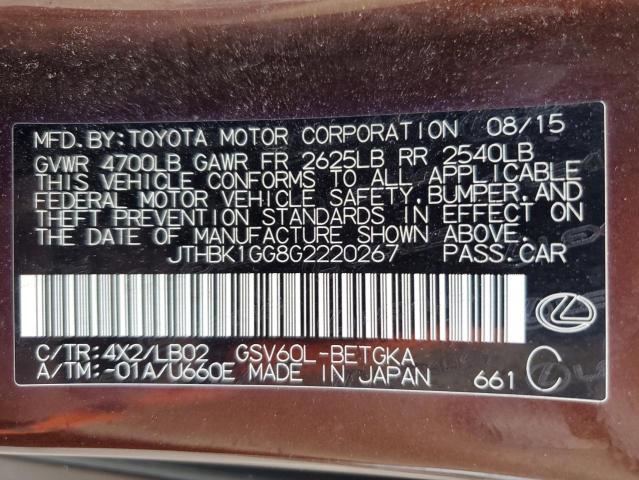 MFD.BY:TOYOTA MOTOR CORPORATION 08/15
GVWR 4700LB GAWR FR 2625LB RR 2540LB
THIS VEHICLE CONFORMS TO ALL APPLICABLE
FEDERAL MOTOR VEHICLE SAFETY,BUMPER,AND
THEFT PREVENTION STANDARDS IN EFFECT ON
THE DATE OF MANUFACTURE SHOWN ABOVE.
JTHBK1GG8G2220267 PASS.CAR
C/TR:4X2/LB02 GSV60L-BETGKA
A/TM:-01A/U660E MADE IN JAPAN 661 C